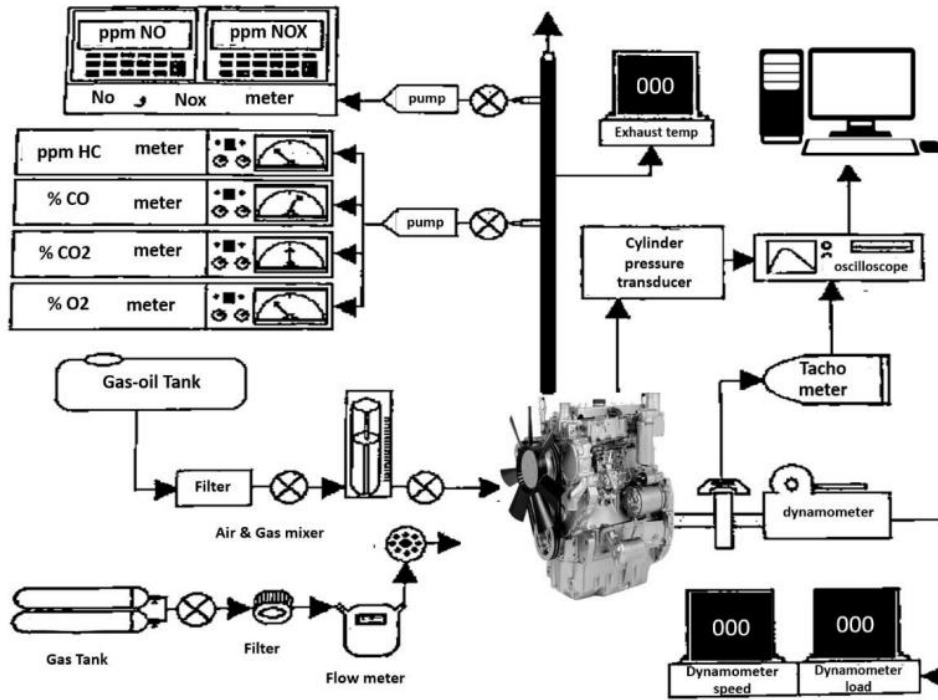 ppm NO
ppm NOX
No
Nox
meter
pump
000
Exhaust temp
ppm HC
meter
% CO
meter
% CO2
meter
% O2
meter
pump
Cylinder
pressure
transducer
oscilloscope
Gas-oil Tank
Tacho
meter
Filter
Air & Gas mixer
dynamometer
Gas Tank
Filter
Flow meter
000
000
Dynamometer
speed
Dynamometer
load